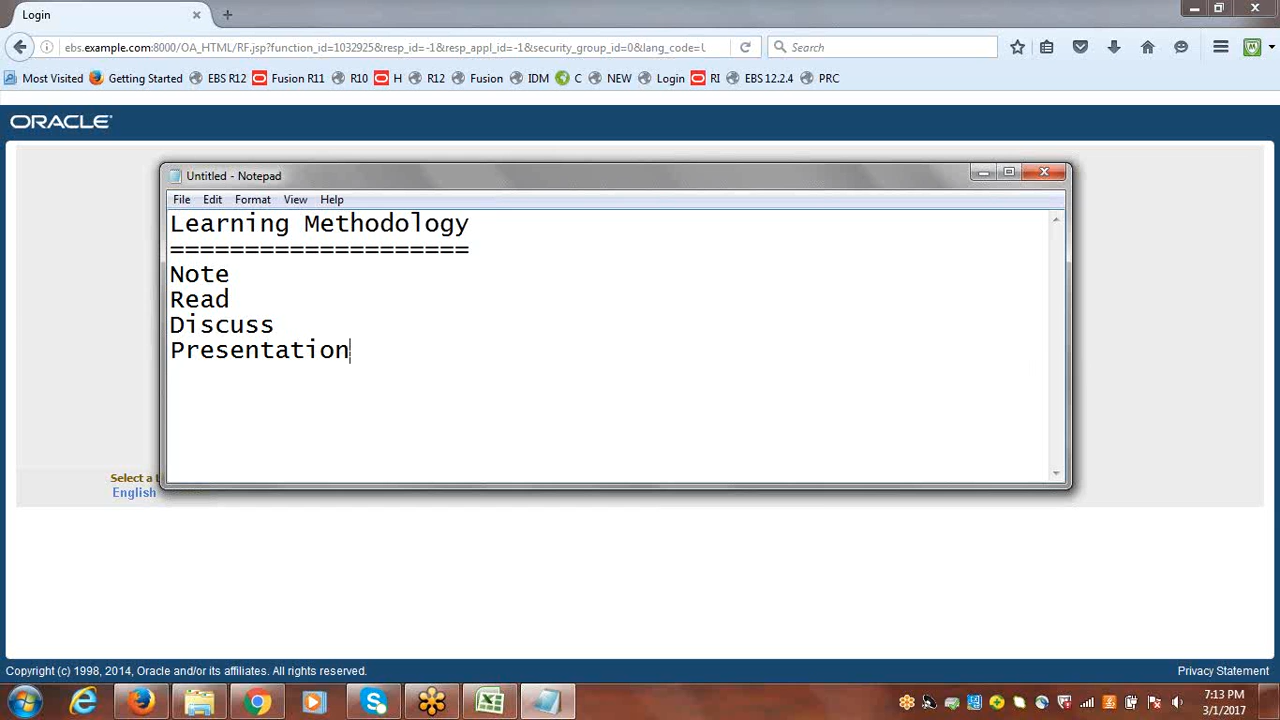 Login
ebs.example.com:8000/OA_HTML/RF.jsp?function_id=1032925&resp_id=-1&resp_appl_id=-1&security_group_id=0&lang_code=U
Search
Most Visited Getting Started EBS R12 Fusion R11 R10 H R12 Fusion IDM C NEW Login RI EBS 12.2.4 PRC
ORACLE
Untitled - Notepad
File Edit Format View Help
Learning Methodology
====================
Note
Read
Discuss
Presentation
Select a
English
Copyright (c) 1998, 2014, Oracle and/or its affiliates. All rights reserved.
Privacy Statement
7:13 PM
3/1/2017